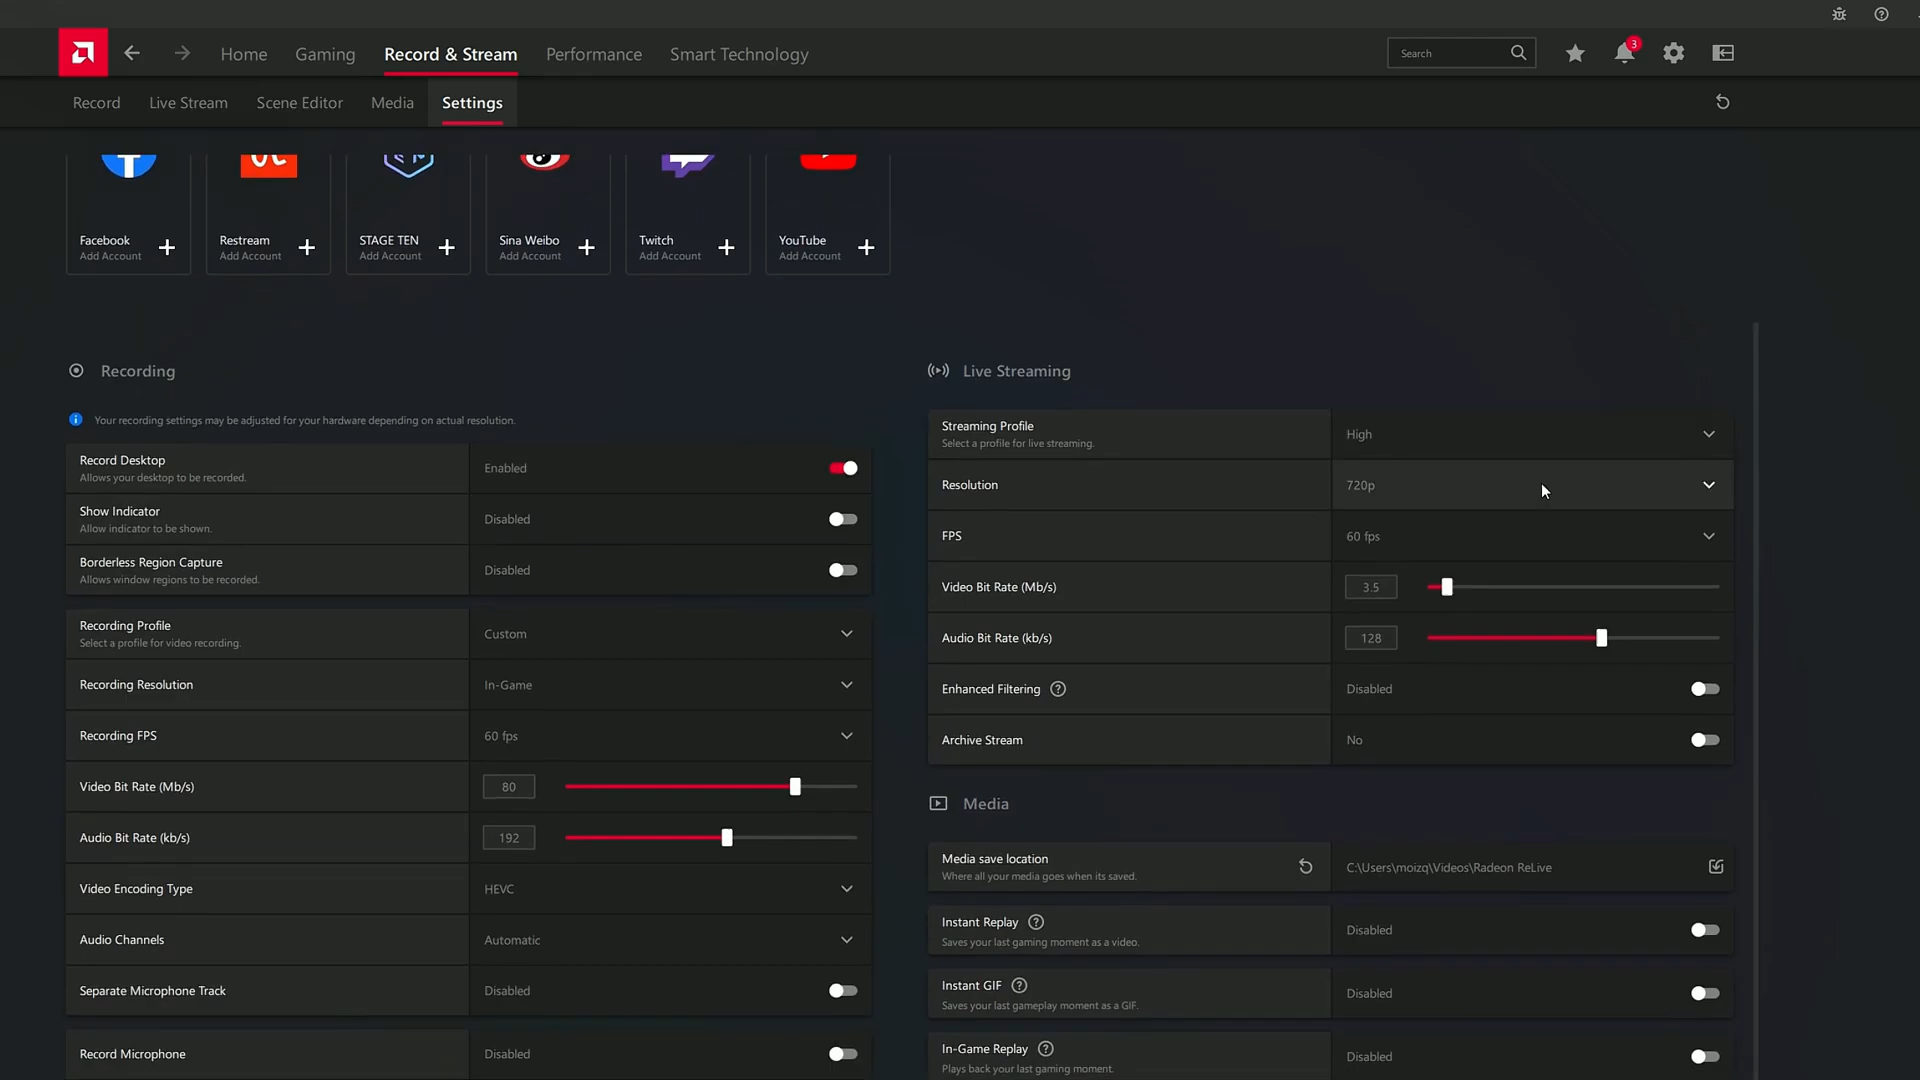 3
Home Gaming Record & Stream Performance Smart Technology Search
Record Live Stream Scene Editor Media Settings
Facebook Restream STAGE TEN Sina Weibo Twitch YouTube
Add Account Add Account Add Account Add Account Add Account Add Account
Recording
Your recording settings may be adjusted for your hardware depending on actual resolution.
Record Desktop Enabled
Allows your desktop to be recorded.
Show Indicator Disabled
Allow indicator to be shown.
Borderless Region Capture Disabled
Allows window regions to be recorded.
Recording Profile Custom
Select a profile for video recording.
Recording Resolution In-Game
Recording FPS 60 fps
Video Bit Rate (Mb/s) 80
Audio Bit Rate (kb/s) 192
Video Encoding Type HEVC
Audio Channels Automatic
Separate Microphone Track Disabled
Record Microphone Disabled
Live Streaming
Streaming Profile High
Select a profile for live streaming.
Resolution 720p
FPS 60 fps
Video Bit Rate (Mb/s) 3.5
Audio Bit Rate (kb/s) 128
Enhanced Filtering ? Disabled
Archive Stream No
Media
Media save location C:\Users\moizq\Videos\Radeon ReLive
Where all your media goes when its saved.
Instant Replay ? Disabled
Saves your last gaming moment as a video.
Instant GIF ? Disabled
Saves your last gameplay moment as a GIF.
In-Game Replay ? Disabled
Plays back your last gaming moment.